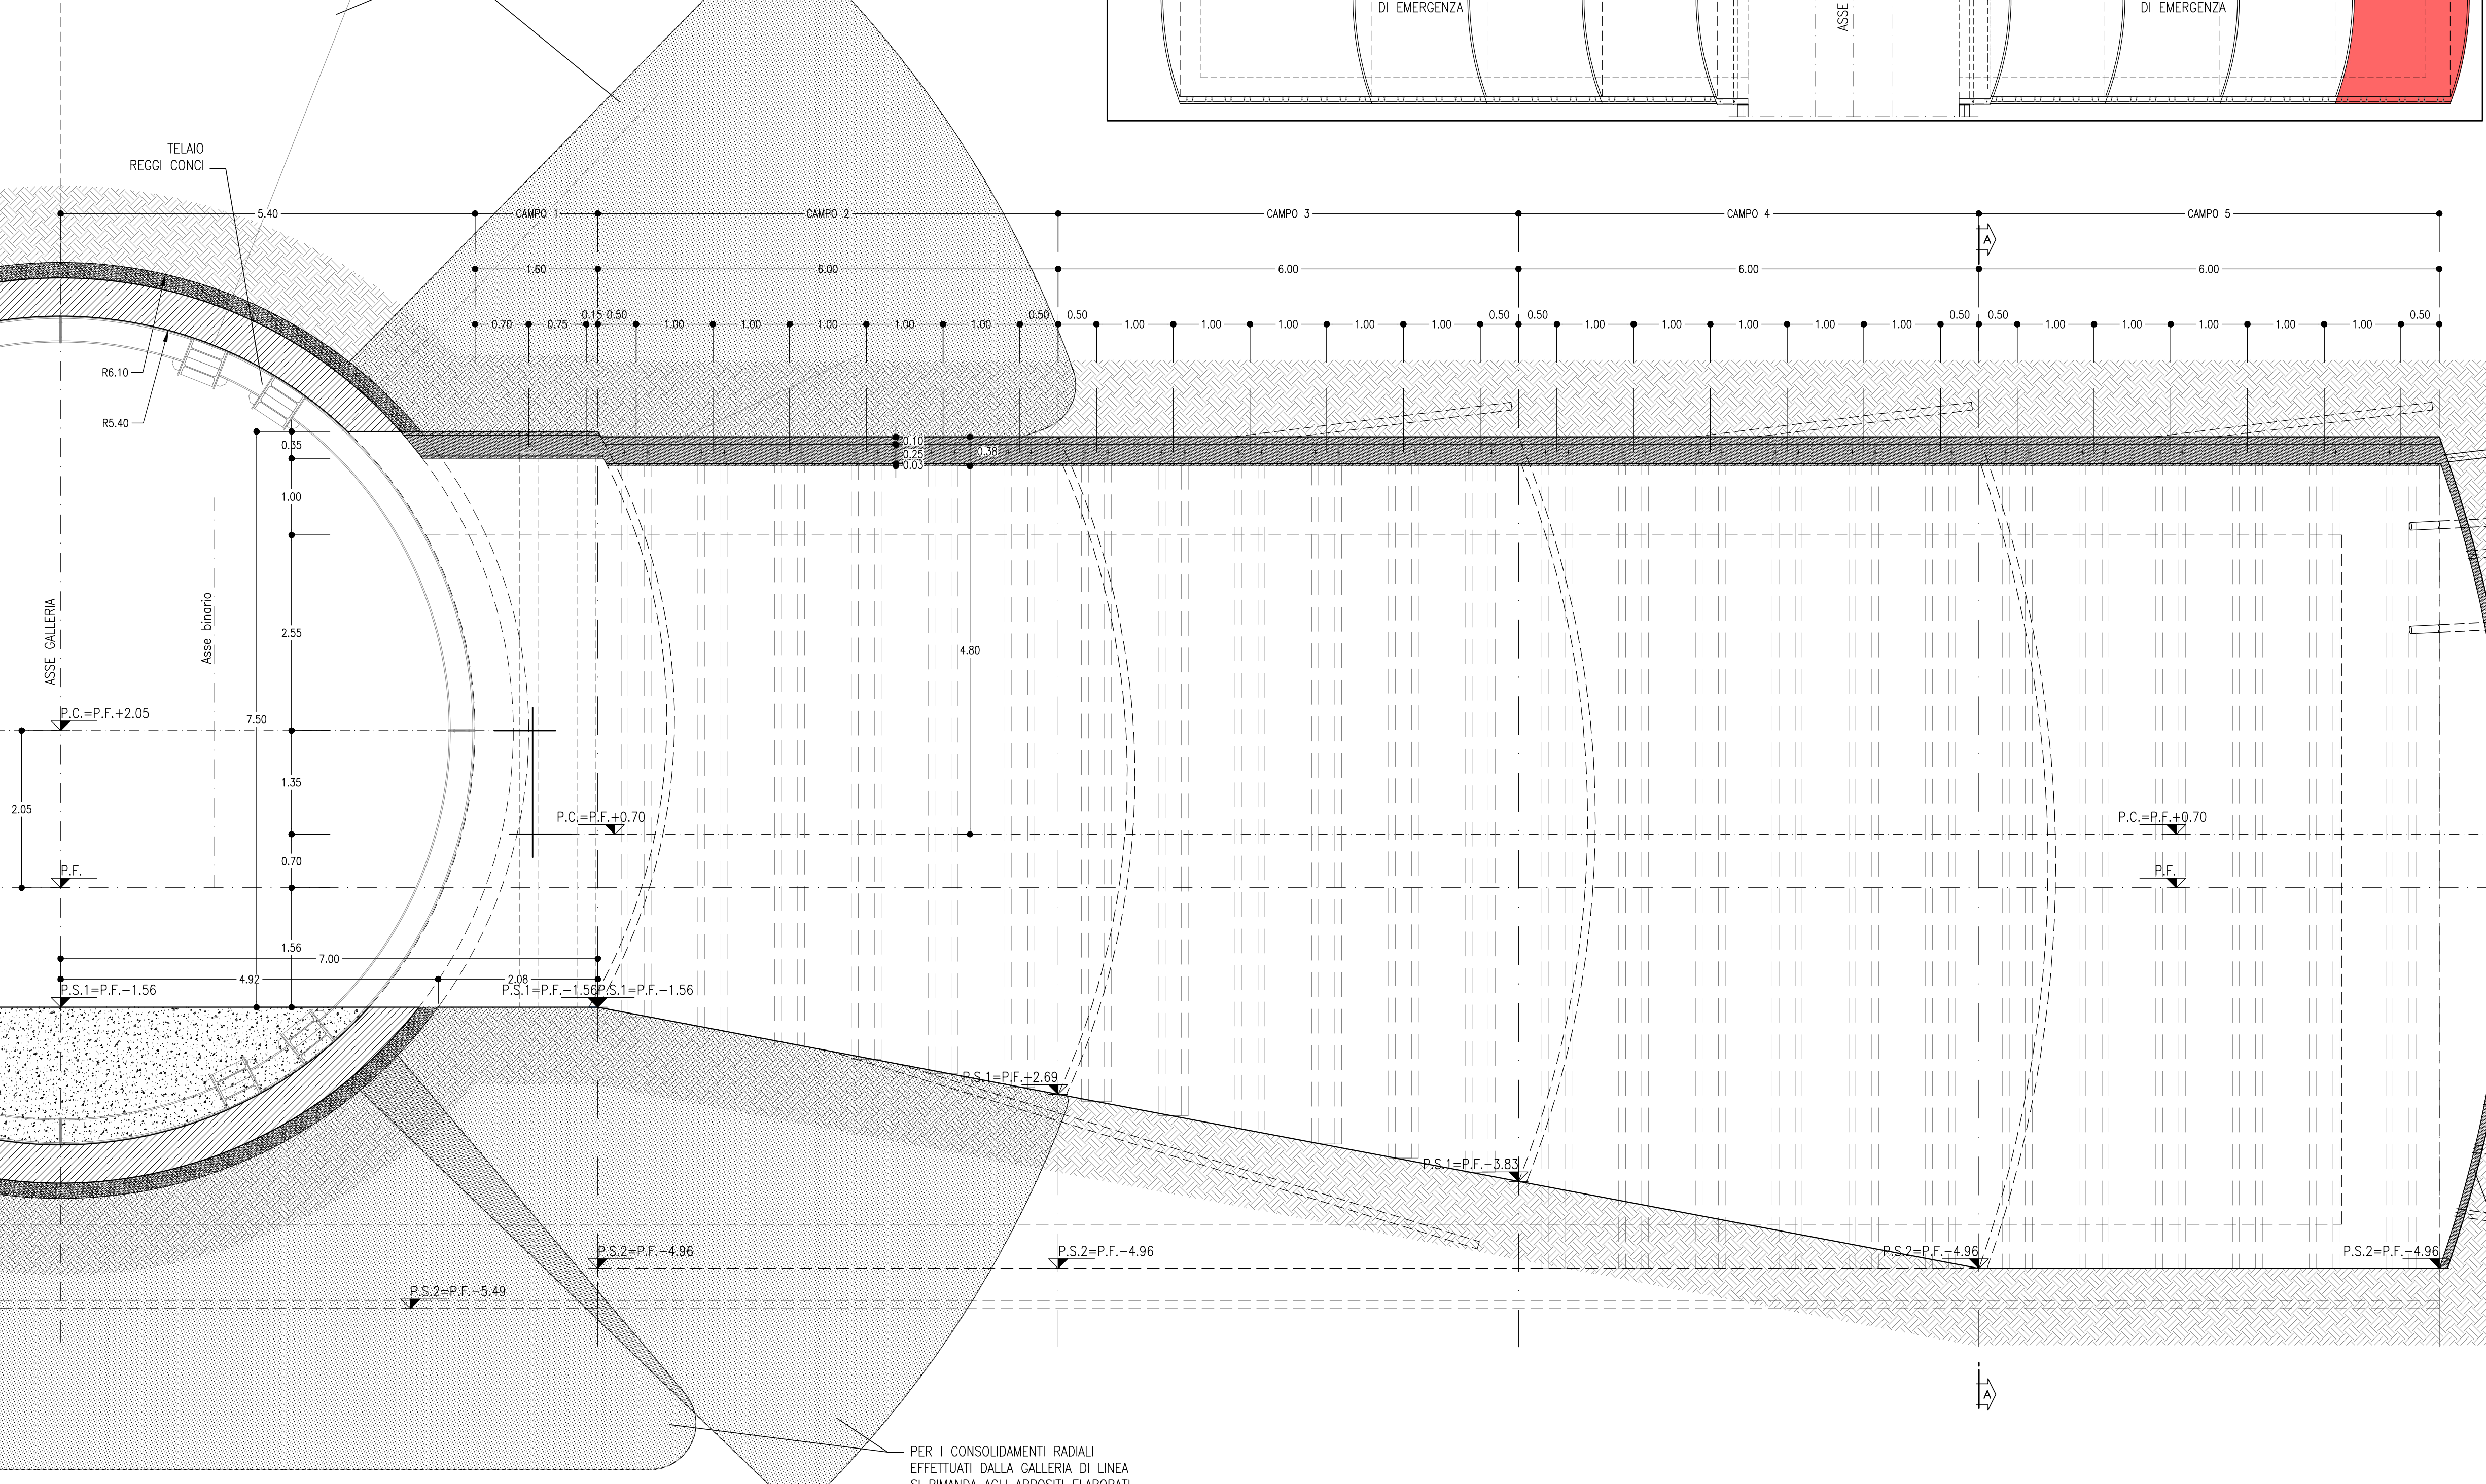 DI EMERGENZA
ASSE
DI EMERGENZA
TELAIO
REGGI CONCI
5.40
CAMPO 1
CAMPO 2
CAMPO 3
CAMPO 4
CAMPO 5
A
1.60
6.00
6.00
6.00
6.00
0.70
0.75
0.15
0.50
1.00
1.00
1.00
1.00
1.00
0.50
0.50
1.00
1.00
1.00
1.00
1.00
0.50
0.50
1.00
1.00
1.00
1.00
1.00
0.50
0.50
1.00
1.00
1.00
1.00
1.00
0.50
R6.10
R5.40
0.35
0.10
0.25
0.03
0.38
1.00
2.55
4.80
ASSE GALLERIA
Asse binario
P.C.=P.F.+2.05
7.50
1.35
2.05
P.C.=P.F.+0.70
P.C.=P.F.+0.70
P.F.
0.70
P.F.
1.56
7.00
4.92
2.08
P.S.1=P.F.-1.56
P.S.1=P.F.-1.56
P.S.1=P.F.-1.56
P.S.1=P.F.-2.69
P.S.1=P.F.-3.83
P.S.2=P.F.-4.96
P.S.2=P.F.-4.96
P.S.2=P.F.-4.96
P.S.2=P.F.-4.96
P.S.2=P.F.-5.49
A
PER I CONSOLIDAMENTI RADIALI
EFFETTUATI DALLA GALLERIA DI LINEA
SI RIMANDA AGLI APPOSITI ELABORATI